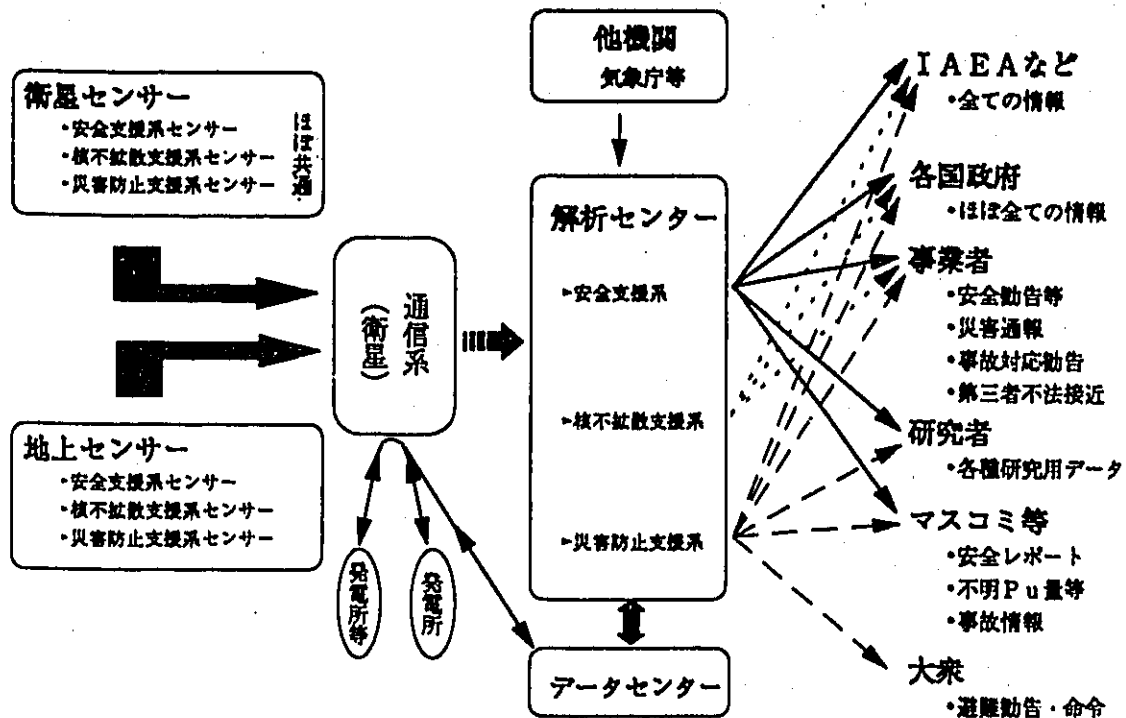 他機関
気象庁等
衛星センサー
・安全支援系センサー
・核不拡散支援系センサー
・災害防止支援系センサー
ほぼ共通
通信系
(衛星)
地上センサー
・安全支援系センサー
・核不拡散支援系センサー
・災害防止支援系センサー
発電所等
発電所
解析センター
▸安全支援系
▸核不拡散支援系
▸災害防止支援系
データセンター
IAEAなど
・全ての情報
各国政府
・ほぼ全ての情報
事業者
・安全勧告等
・災害通報
・事故対応勧告
・第三者不法接近
研究者
・各種研究用データ
マスコミ等
・安全レポート
・不明Pu量等
・事故情報
大衆
・避難勧告・命令